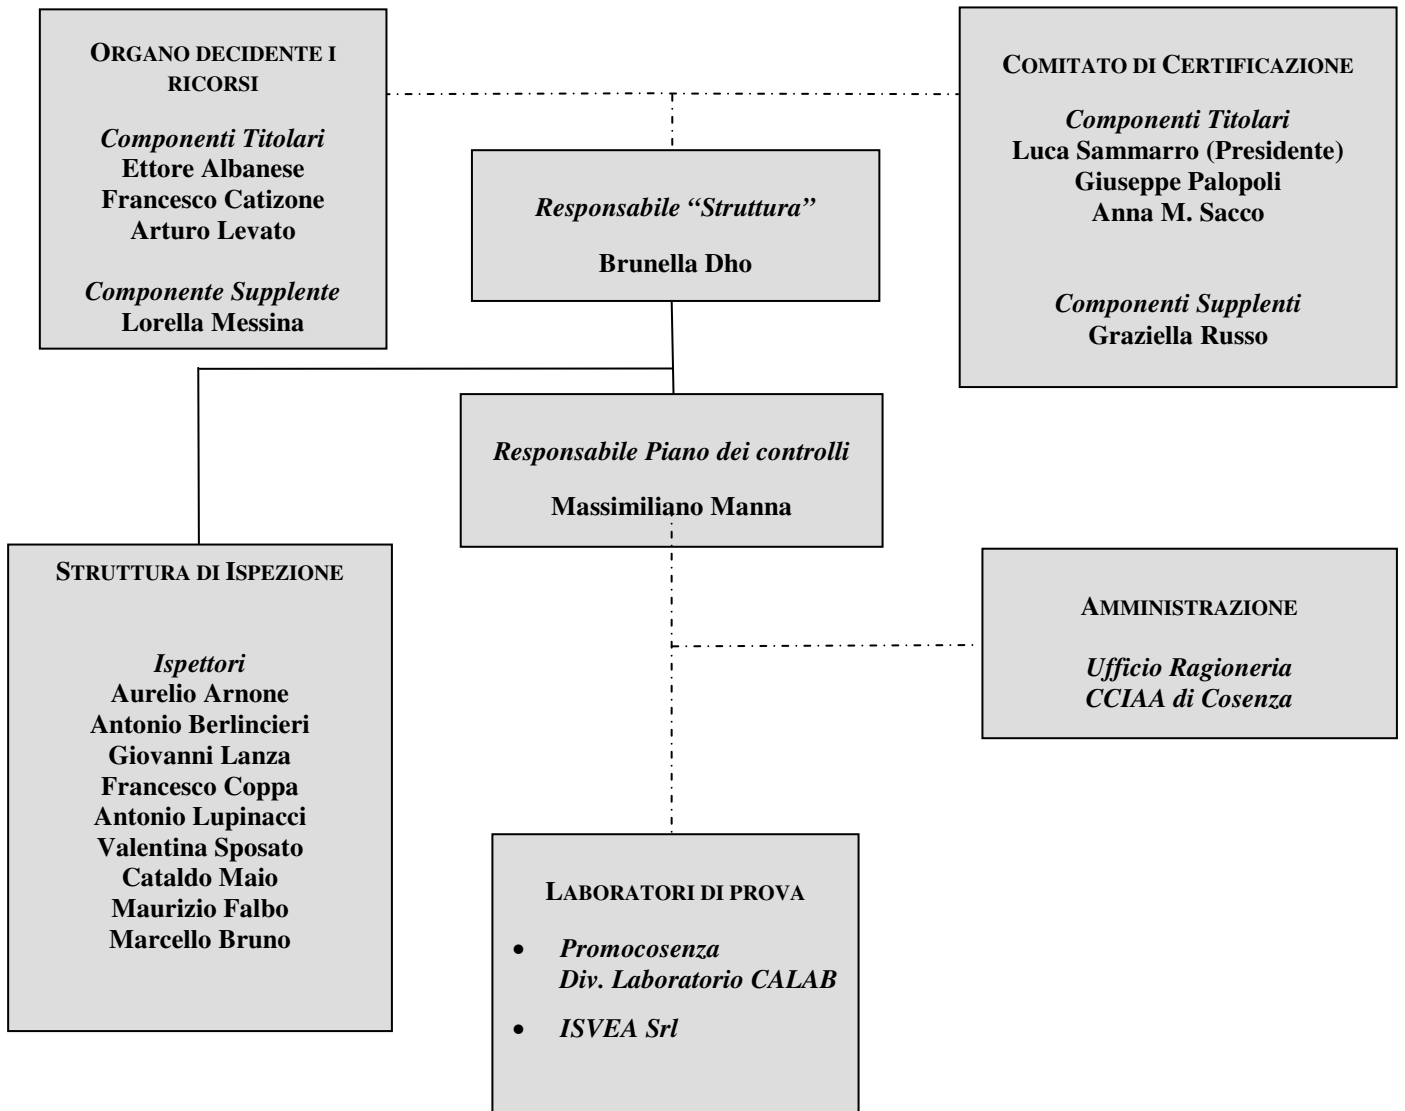 ORGANO DECIDENTE I
RICORSI
Componenti Titolari
Ettore Albanese
Francesco Catizone
Arturo Levato
Componente Supplente
Lorella Messina
COMITATO DI CERTIFICAZIONE
Componenti Titolari
Luca Sammarro (Presidente)
Giuseppe Palopoli
Anna M. Sacco
Componenti Supplenti
Graziella Russo
Responsabile “Struttura”
Brunella Dho
Responsabile Piano dei controlli
Massimiliano Manna
STRUTTURA DI ISPEZIONE
Ispettori
Aurelio Arnone
Antonio Berlincieri
Giovanni Lanza
Francesco Coppa
Antonio Lupinacci
Valentina Sposato
Cataldo Maio
Maurizio Falbo
Marcello Bruno
AMMINISTRAZIONE
Ufficio Ragioneria
CCIAA di Cosenza
LABORATORI DI PROVA
• Promocosenza
Div. Laboratorio CALAB
• ISVEA Srl